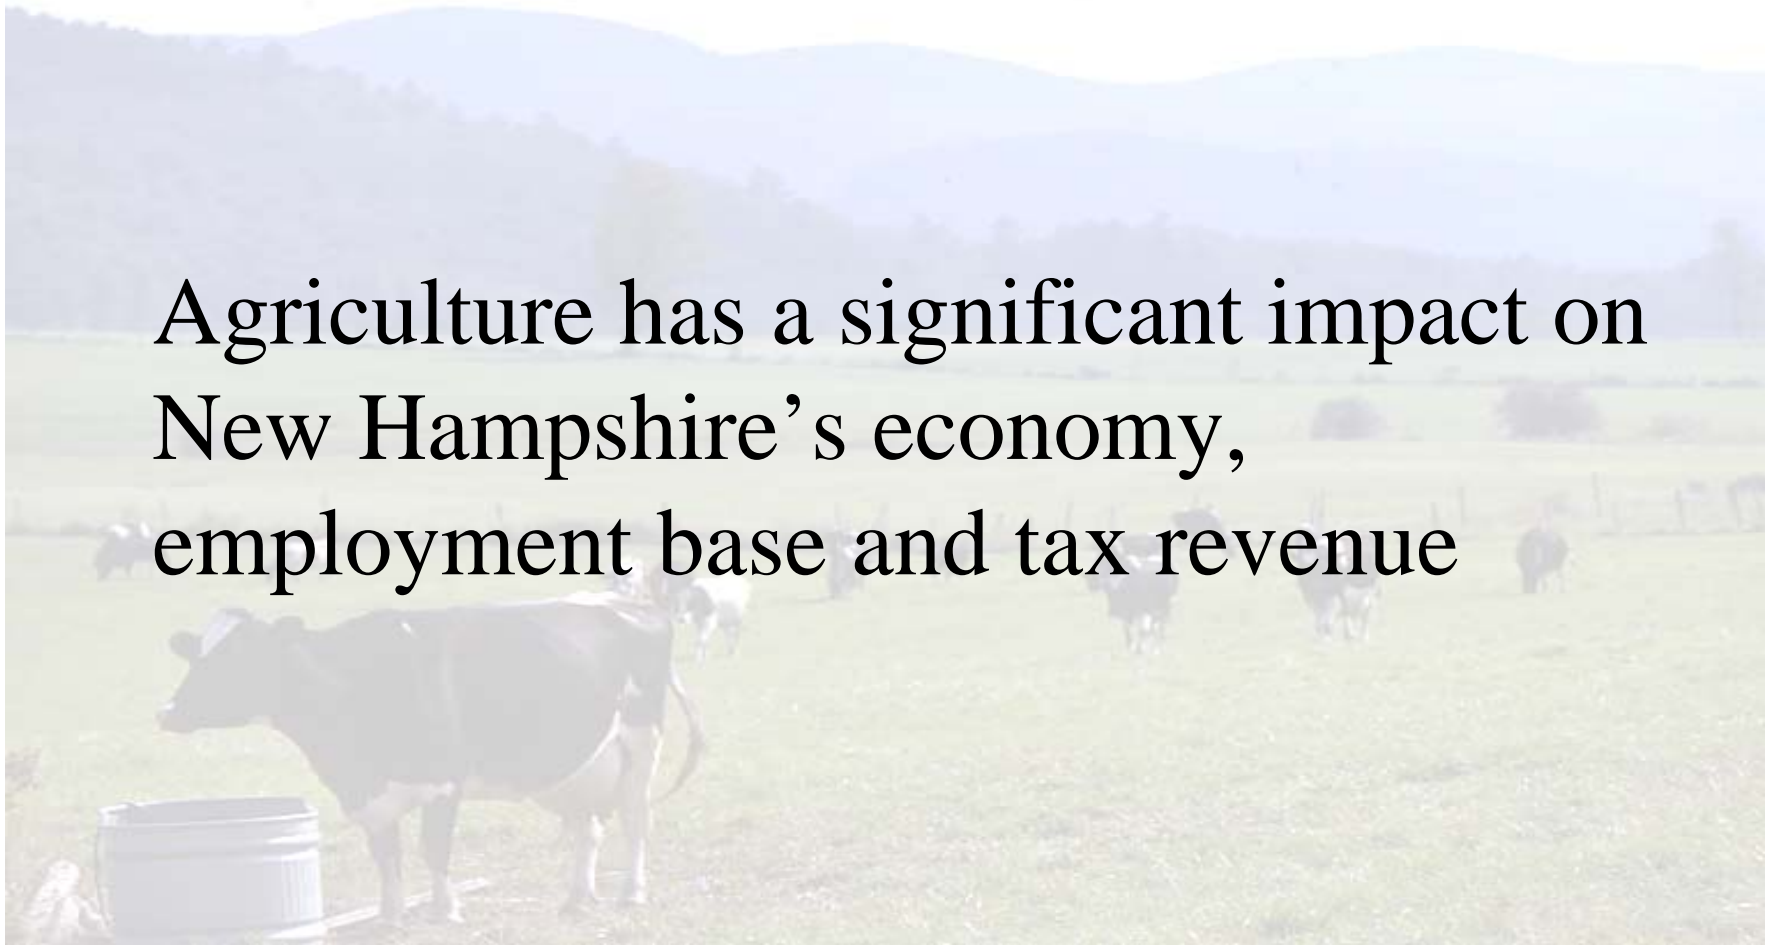 Agriculture has a significant impact on
New Hampshire’s economy,
employment base and tax revenue